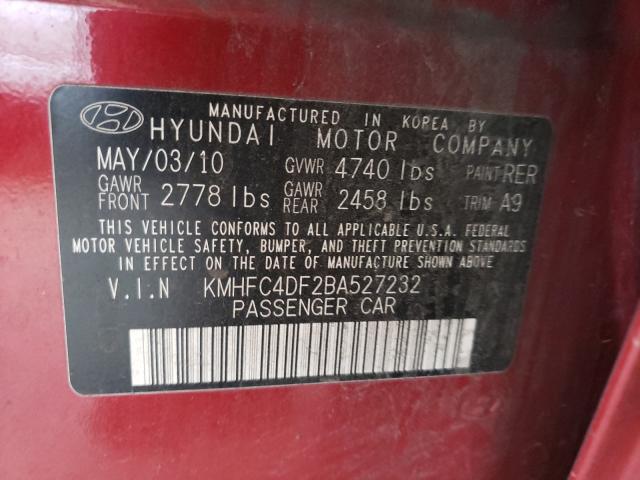 MANUFACTURED IN KOREA BY
HYUNDAI MOTOR COMPANY
MAY/03/10 GVWR 4740 lbs PAINT RER
GAWR FRONT 2778 lbs GAWR REAR 2458 lbs TRIM A9
THIS VEHICLE CONFORMS TO ALL APPLICABLE U.S.A. FEDERAL
MOTOR VEHICLE SAFETY, BUMPER, AND THEFT PREVENTION STANDARDS
IN EFFECT ON THE DATE OF MANUFACTURE SHOWN ABOVE.
V.I.N KMHFC4DF2BA527232
PASSENGER CAR